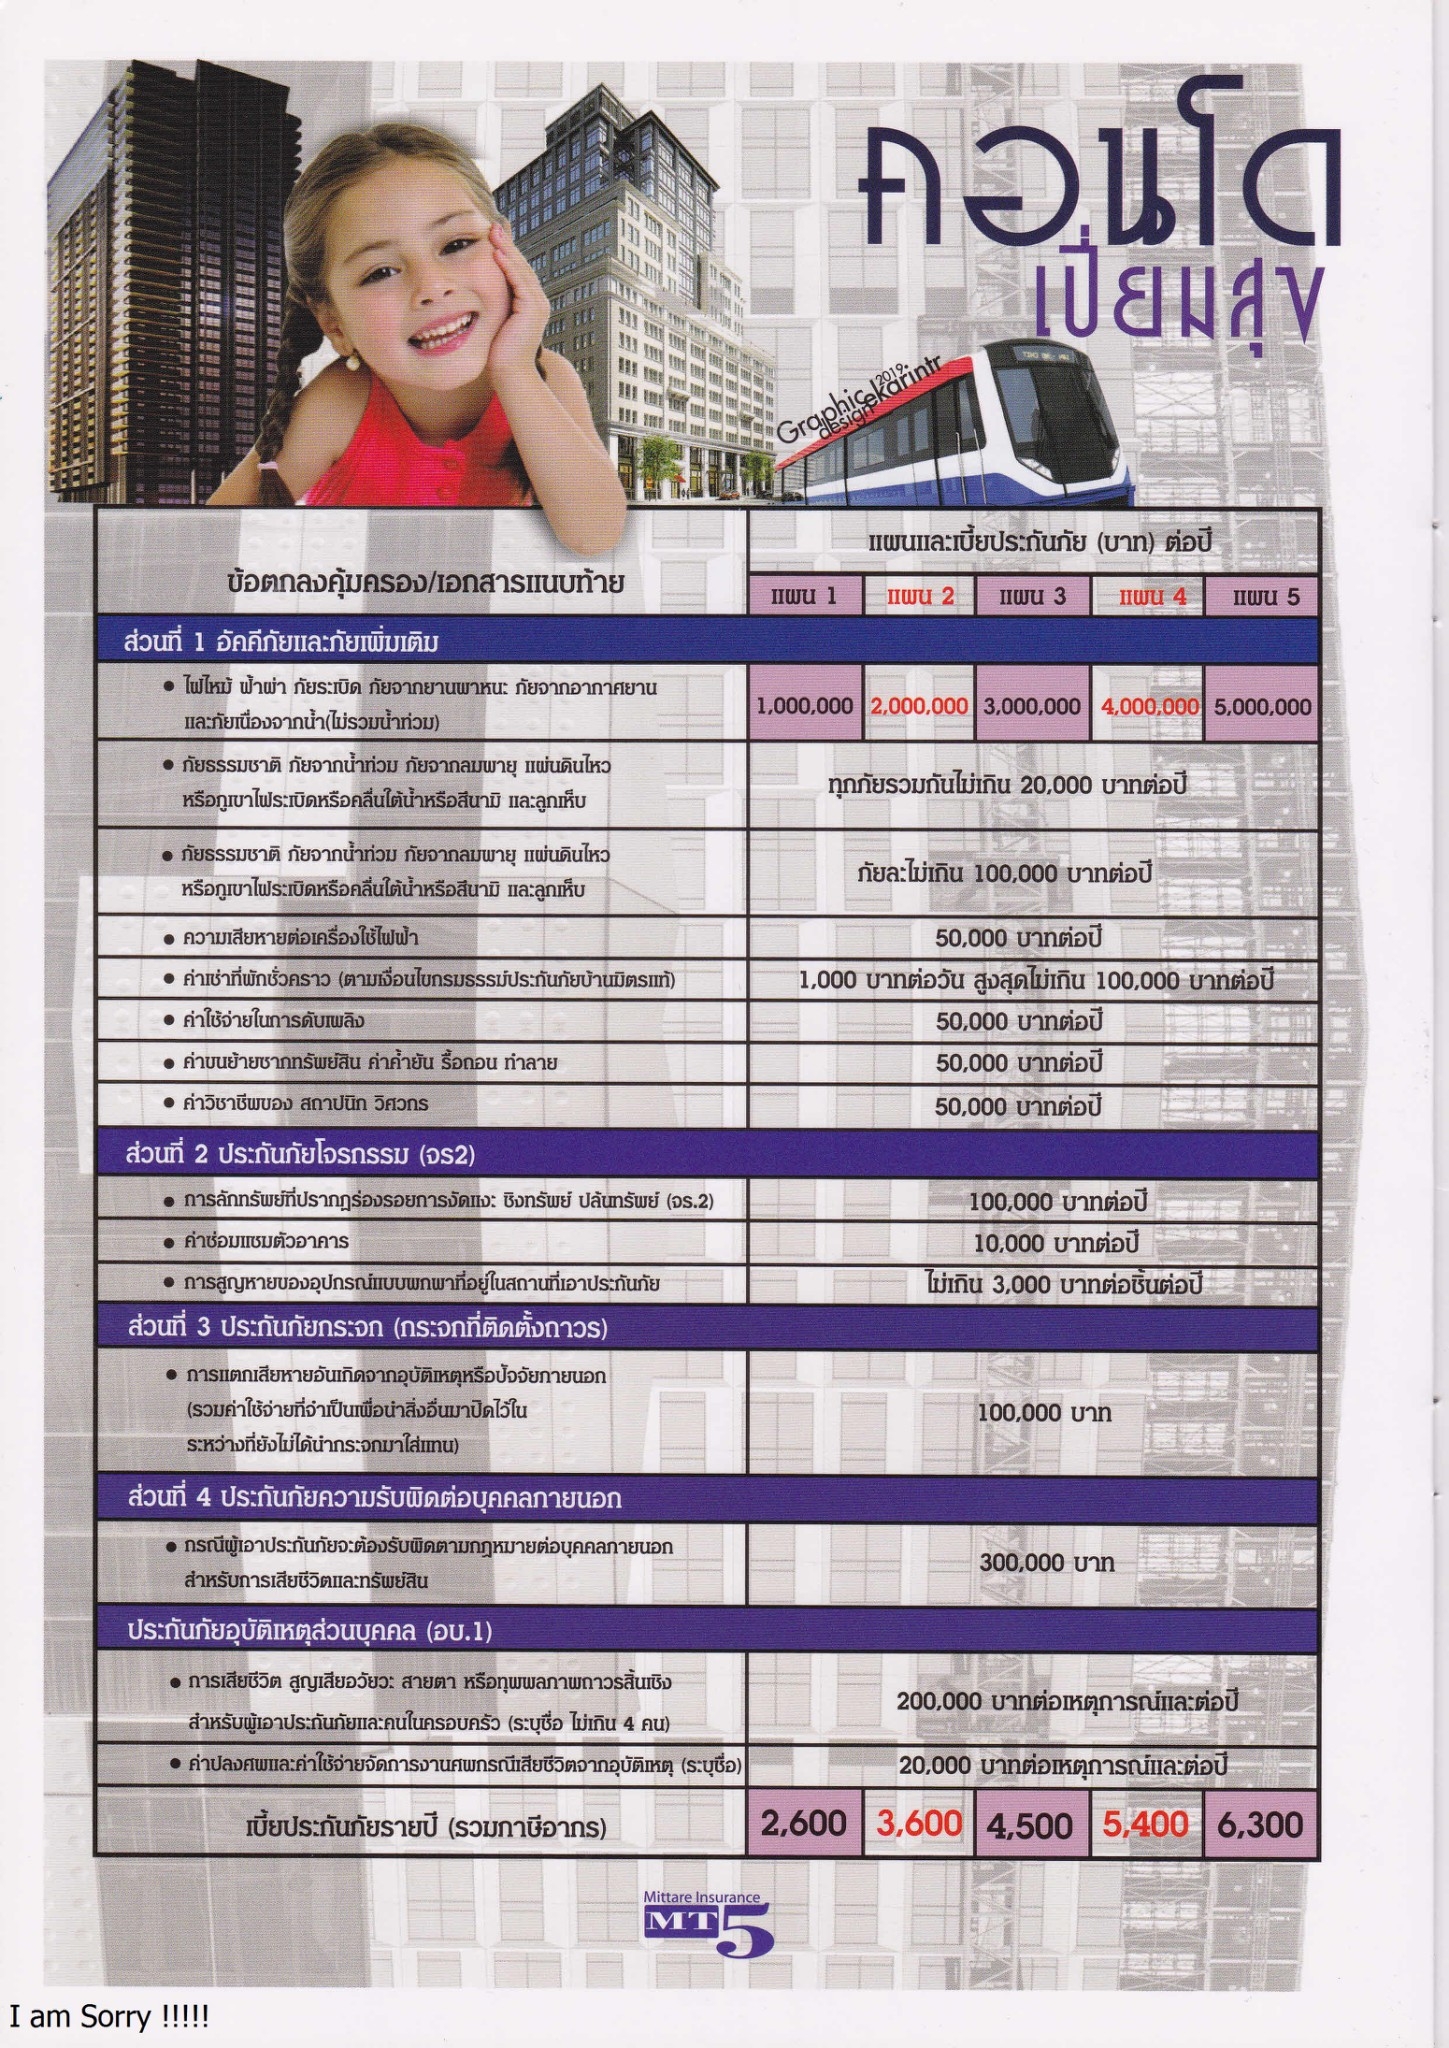 คอนโด
เปี่ยมสุข
Graphic 2019
design ekarintr
แผนและเบี้ยประกันภัย (บาท) ต่อปี
ข้อตกลงคุ้มครอง/เอกสารแนบท้าย
แผน 1 แผน 2 แผน 3 แผน 4 แผน 5
ส่วนที่ 1 อัคคีภัยและภัยเพิ่มเติม
• ไฟไหม้ ฟ้าผ่า ภัยระเบิด ภัยจากยานพาหนะ ภัยจากอากาศยาน
และภัยเนื่องจากน้ำ(ไม่รวมน้ำท่วม)
1,000,000 2,000,000 3,000,000 4,000,000 5,000,000
• ภัยธรรมชาติ ภัยจากน้ำท่วม ภัยจากลมพายุ แผ่นดินไหว
หรือภูเขาไฟระเบิดหรือคลื่นใต้น้ำหรือสึนามิ และลูกเห็บ
ทุกภัยรวมกันไม่เกิน 20,000 บาทต่อปี
• ภัยธรรมชาติ ภัยจากน้ำท่วม ภัยจากลมพายุ แผ่นดินไหว
หรือภูเขาไฟระเบิดหรือคลื่นใต้น้ำหรือสึนามิ และลูกเห็บ
ภัยละไม่เกิน 100,000 บาทต่อปี
• ความเสียหายต่อเครื่องใช้ไฟฟ้า 50,000 บาทต่อปี
• ค่าเช่าที่พักชั่วคราว (ตามเงื่อนไขกรมธรรม์ประกันภัยบ้านมิตรแท้) 1,000 บาทต่อวัน สูงสุดไม่เกิน 100,000 บาทต่อปี
• ค่าใช้จ่ายในการดับเพลิง 50,000 บาทต่อปี
• ค่าขนย้ายซากทรัพย์สิน ค่าค้ำยัน รื้อถอน ทำลาย 50,000 บาทต่อปี
• ค่าวิชาชีพของ สถาปนิก วิศวกร 50,000 บาทต่อปี
ส่วนที่ 2 ประกันภัยโจรกรรม (จร2)
• การลักทรัพย์ที่ปรากฎร่องรอยการงัดแงะ ชิงทรัพย์ ปล้นทรัพย์ (จร.2) 100,000 บาทต่อปี
• ค่าซ่อมแซมตัวอาคาร 10,000 บาทต่อปี
• การสูญหายของอุปกรณ์แบบพกพาที่อยู่ในสถานที่เอาประกันภัย ไม่เกิน 3,000 บาทต่อชิ้นต่อปี
ส่วนที่ 3 ประกันภัยกระจก (กระจกที่ติดตั้งถาวร)
• การแตกเสียหายอันเกิดจากอุบัติเหตุหรือปัจจัยภายนอก
(รวมค่าใช้จ่ายที่จำเป็นเพื่อนำสิ่งอื่นมาปิดไว้ใน
ระหว่างที่ยังไม่ได้นำกระจกมาใส่แทน)
100,000 บาท
ส่วนที่ 4 ประกันภัยความรับผิดต่อบุคคลภายนอก
• กรณีผู้เอาประกันภัยจะต้องรับผิดตามกฎหมายต่อบุคคลภายนอก
สำหรับการเสียชีวิตและทรัพย์สิน
300,000 บาท
ประกันภัยอุบัติเหตุส่วนบุคคล (อบ.1)
• การเสียชีวิต สูญเสียอวัยวะ สายตา หรือทุพพลภาพถาวรสิ้นเชิง
สำหรับผู้เอาประกันภัยและคนในครอบครัว (ระบุชื่อ ไม่เกิน 4 คน)
200,000 บาทต่อเหตุการณ์และต่อปี
• ค่าปลงศพและค่าใช้จ่ายจัดการงานศพกรณีเสียชีวิตจากอุบัติเหตุ (ระบุชื่อ) 20,000 บาทต่อเหตุการณ์และต่อปี
เบี้ยประกันภัยรายปี (รวมภาษีอากร) 2,600 3,600 4,500 5,400 6,300
Mittare Insurance
MT5
I am Sorry !!!!!